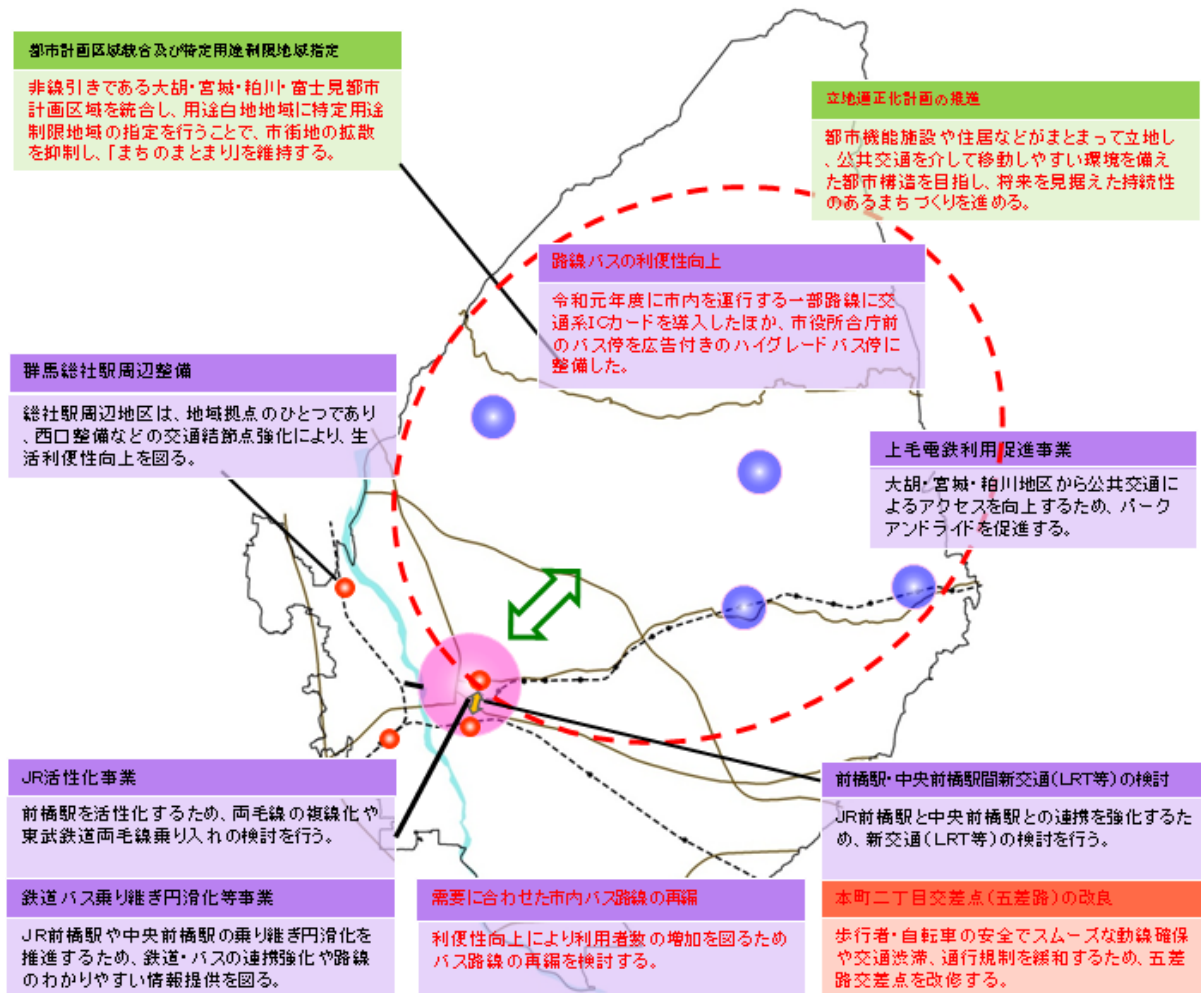 都市計画区域統合及び特定用途制限地域指定
非線引きである大胡・宮城・粕川・富士見都市
計画区域を統合し、用途白地地域に特定用途
制限地域の指定を行うことで、市街地の拡散
を抑制し、「まちのまとまり」を維持する。
立地適正化計画の推進
都市機能施設や住居などがまとまって立地し
、公共交通を介して移動しやすい環境を備え
た都市構造を目指し、将来を見据えた持続性
のあるまちづくりを進める。
路線バスの利便性向上
令和元年度に市内を運行する一部路線に交
通系ICカードを導入したほか、市役所合庁前
のバス停を広告付きのハイグレードバス停に
整備した。
群馬総社駅周辺整備
総社駅周辺地区は、地域拠点のひとつであり
、西口整備などの交通結節点強化により、生
活利便性向上を図る。
上毛電鉄利用促進事業
大胡・宮城・粕川地区から公共交通に
よるアクセスを向上するため、パーク
アンドライドを促進する。
JR活性化事業
前橋駅を活性化するため、両毛線の複線化や
東武鉄道両毛線乗り入れの検討を行う。
前橋駅・中央前橋駅間新交通(LRT等)の検討
JR前橋駅と中央前橋駅との連携を強化するた
め、新交通(LRT等)の検討を行う。
鉄道バス乗り継ぎ円滑化等事業
JR前橋駅や中央前橋駅の乗り継ぎ円滑化を
推進するため、鉄道・バスの連携強化や路線
のわかりやすい情報提供を図る。
需要に合わせた市内バス路線の再編
利便性向上により利用者数の増加を図るため
バス路線の再編を検討する。
本町二丁目交差点(五差路)の改良
歩行者・自転車の安全でスムーズな動線確保
や交通渋滞、通行規制を緩和するため、五差
路交差点を改修する。